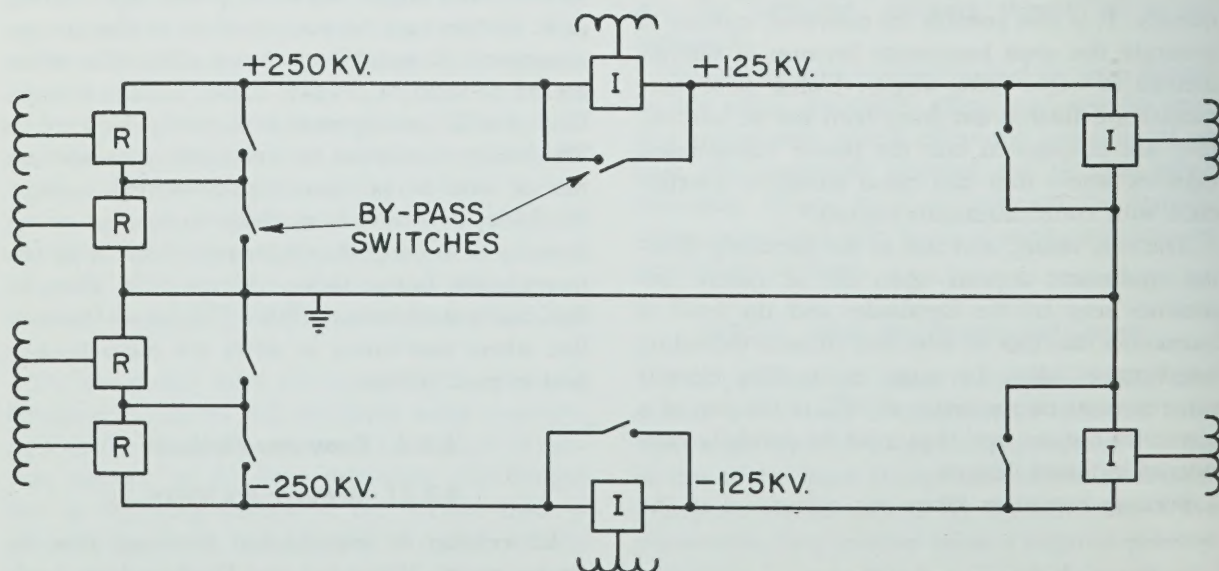 I
+250 KV.
+125 KV.
I
R
I
R
BY-PASS
SWITCHES
R
R
I
-250 KV.
I
-125 KV.